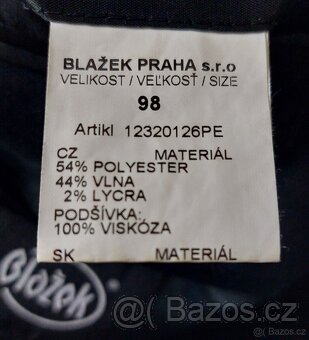 BLAŽEK PRAHA s.r.o
VELIKOST / VEĽKOSŤ / SIZE
98
Artikl 12320126PE
CZ MATERIÁL
54% POLYESTER
44% VLNA
2% LYCRA
PODŠÍVKA:
100% VISKÓZA
SK MATERIÁL
Blažek
Bazos.cz